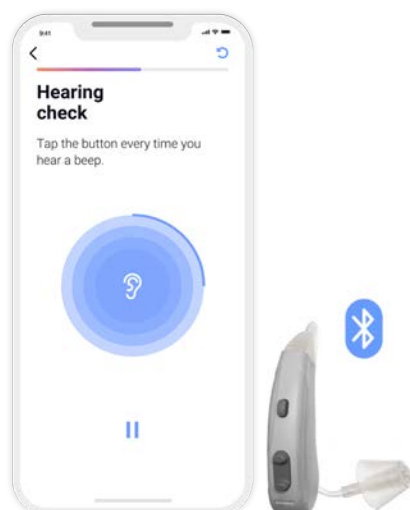 9:41
Hearing
check
Tap the button every time you
hear a beep.